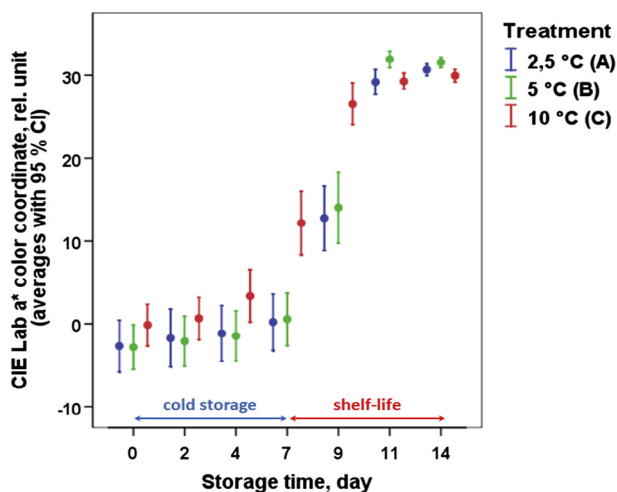 CIE Lab a* color coordinate, rel. unit
(averages with 95 % CI)
30
20
10
0
-10
cold storage
shelf-life
0 2 4 7 9 11 14
Storage time, day
Treatment
2,5 °C (A)
5 °C (B)
10 °C (C)